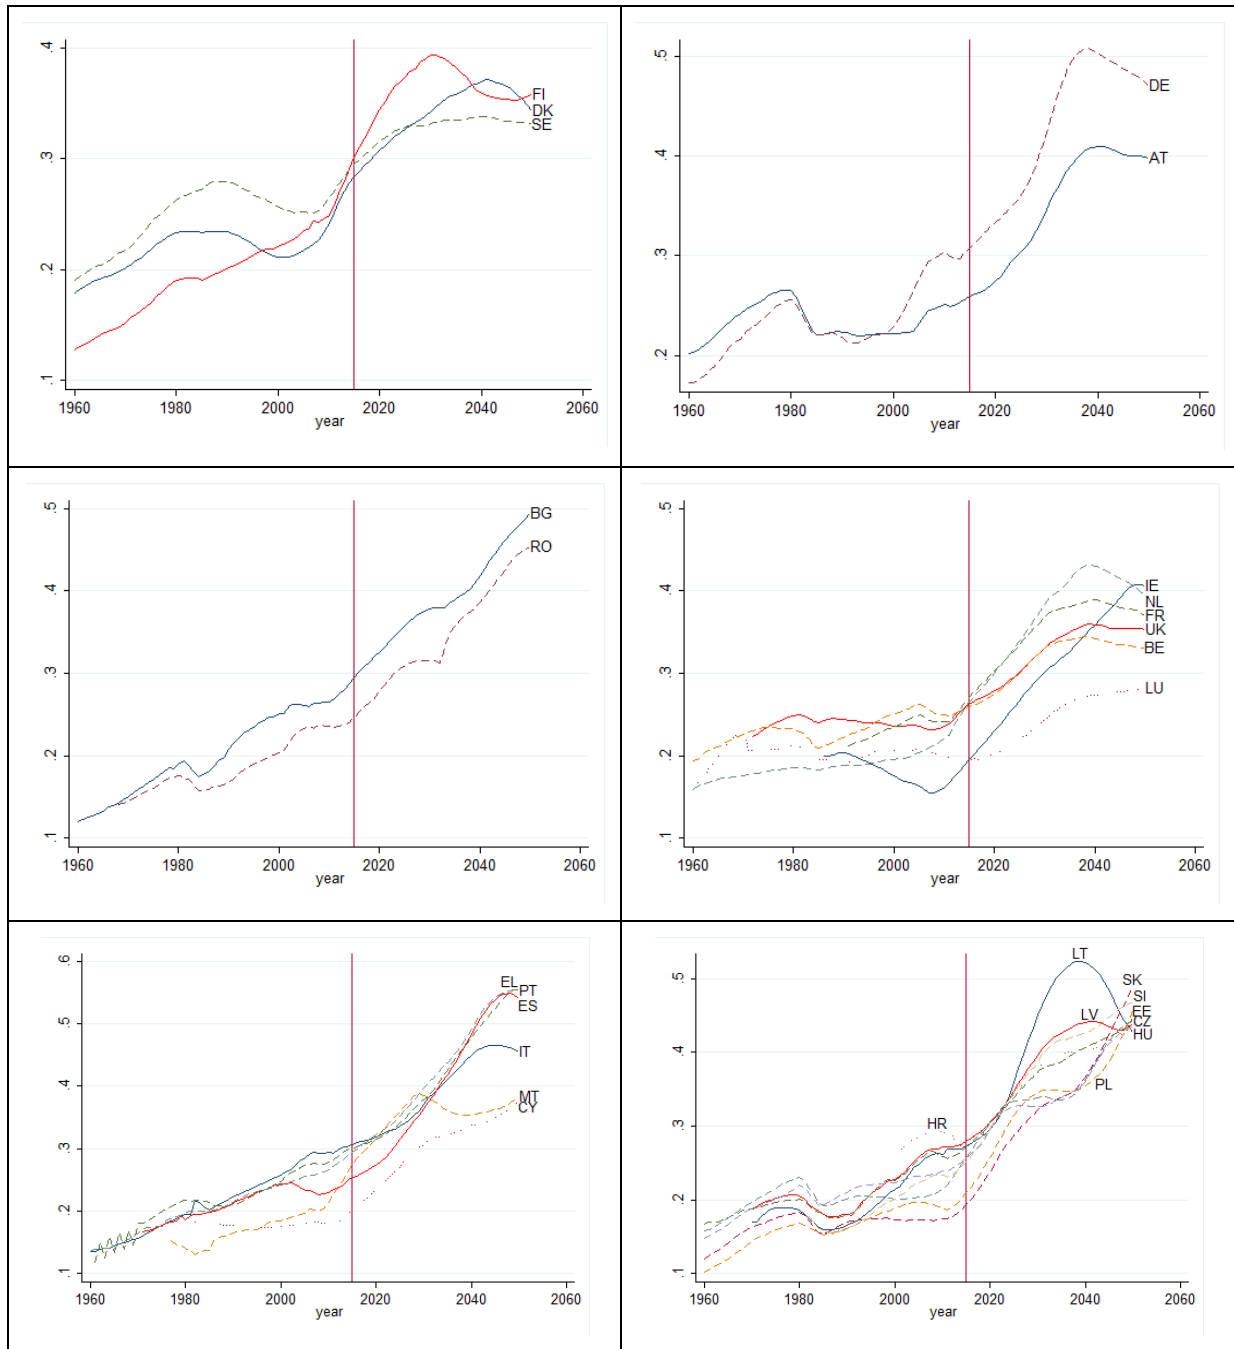 .4
.3
.2
.1
FI
DK
SE
1960 1980 2000 2020 2040 2060
year
.5
.4
.3
.2
DE
AT
1960 1980 2000 2020 2040 2060
year
.5
.4
.3
.2
.1
BG
RO
1960 1980 2000 2020 2040 2060
year
.5
.4
.3
.2
.1
IE
NL
FR
UK
BE
LU
1960 1980 2000 2020 2040 2060
year
.6
.5
.4
.3
.2
.1
EL
PT
ES
IT
MT
CY
1960 1980 2000 2020 2040 2060
year
.5
.4
.3
.2
.1
LT
SK
SI
LV
EE
CZ
HU
PL
HR
1960 1980 2000 2020 2040 2060
year